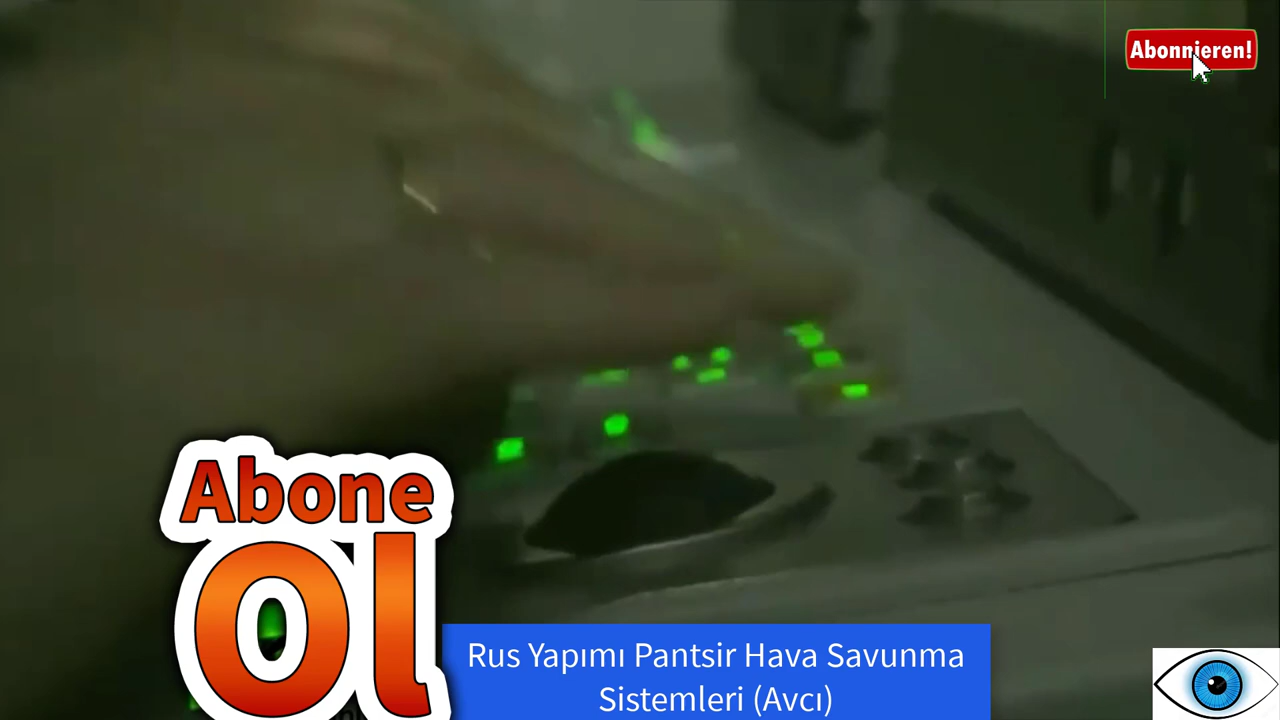 Abonnieren!
Abone
Ol
Rus Yapımı Pantsir Hava Savunma
Sistemleri (Avcı)